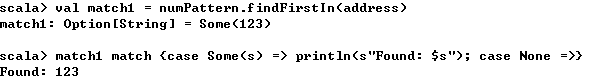 scala> val match1 = numPattern.findFirstIn(address)
match1: Option[String] = Some(123)
scala> match1 match {case Some(s) => println(s"Found: $s"); case None =>}
Found: 123